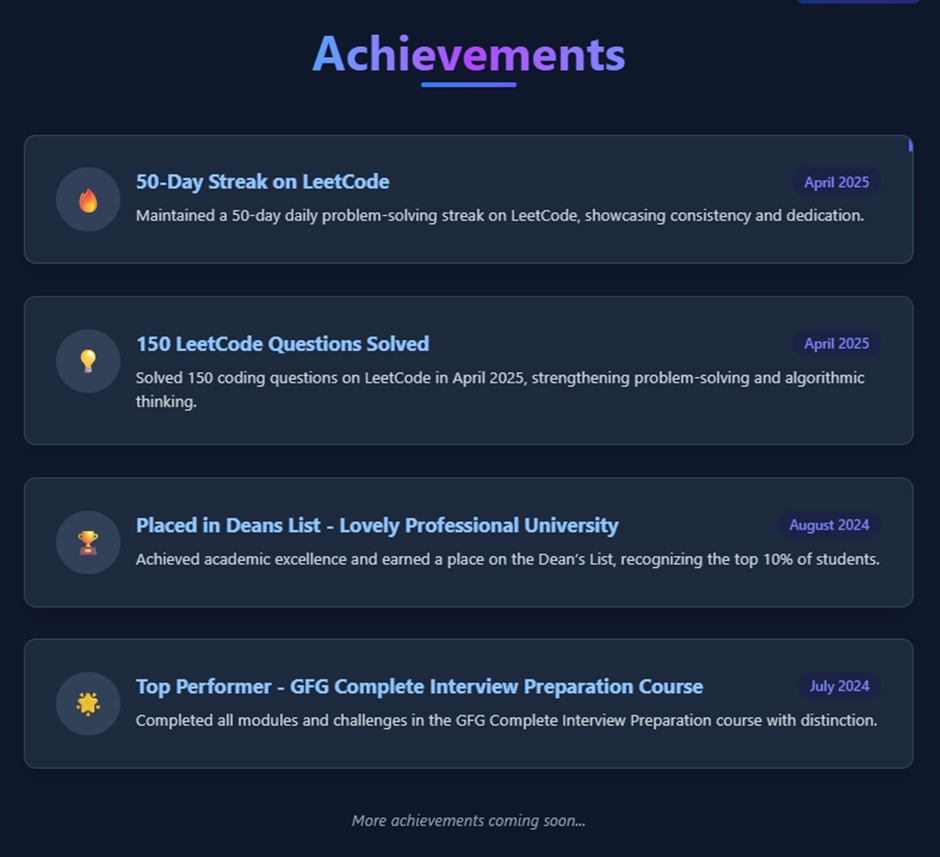 Achievements
50-Day Streak on LeetCode
April 2025
Maintained a 50-day daily problem-solving streak on LeetCode, showcasing consistency and dedication.
150 LeetCode Questions Solved
April 2025
Solved 150 coding questions on LeetCode in April 2025, strengthening problem-solving and algorithmic
thinking.
Placed in Deans List - Lovely Professional University
August 2024
Achieved academic excellence and earned a place on the Dean's List, recognizing the top 10% of students.
Top Performer - GFG Complete Interview Preparation Course
July 2024
Completed all modules and challenges in the GFG Complete Interview Preparation course with distinction.
More achievements coming soon...